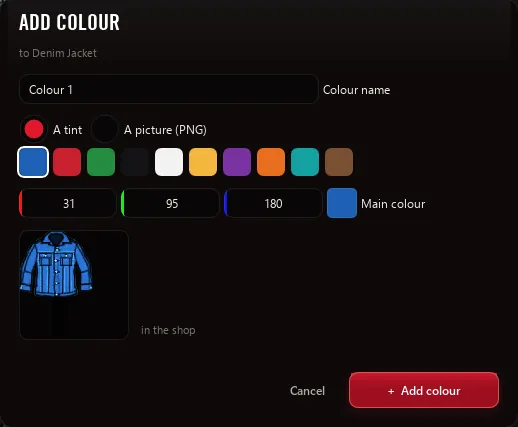 ADD COLOUR
to Denim Jacket
Colour 1 Colour name
A tint A picture (PNG)
31 95 180 Main colour
in the shop
Cancel + Add colour